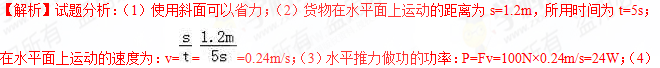 【解析】试题分析：（1）使用斜面可以省力；（2）货物在水平面上运动的距离为 s=1.2m，所用时间为 t=5s；
在水平面上运动的速度为：v=s/t=1.2m/5s=0.24m/s；（3）水平推力做功的功率：P=Fv=100N×0.24m/s=24W；（4）